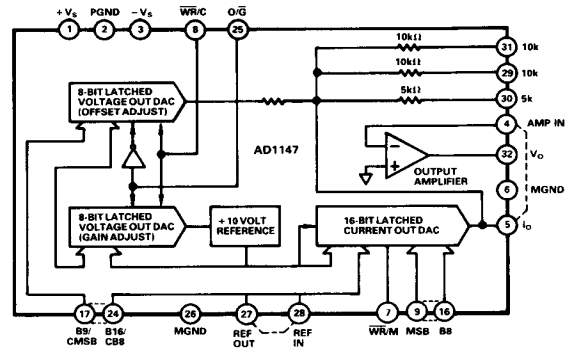 +VS PGND −VS WR/C O/G
1 2 3 8 25
10kΩ 31 10k
10kΩ 29 10k
5kΩ 30 5k
8-BIT LATCHED
VOLTAGE OUT DAC
(OFFSET ADJUST)
4 AMP IN
AD1147
32 VO
OUTPUT
AMPLIFIER
6 MGND
8-BIT LATCHED
VOLTAGE OUT DAC
(GAIN ADJUST)
+10 VOLT
REFERENCE
16-BIT LATCHED
CURRENT OUT DAC
5 IO
17 24 26 27 28 7 9 16
B9/
CMSB
B16/
CB8
MGND
REF
OUT
REF
IN
WR/M
MSB
B8